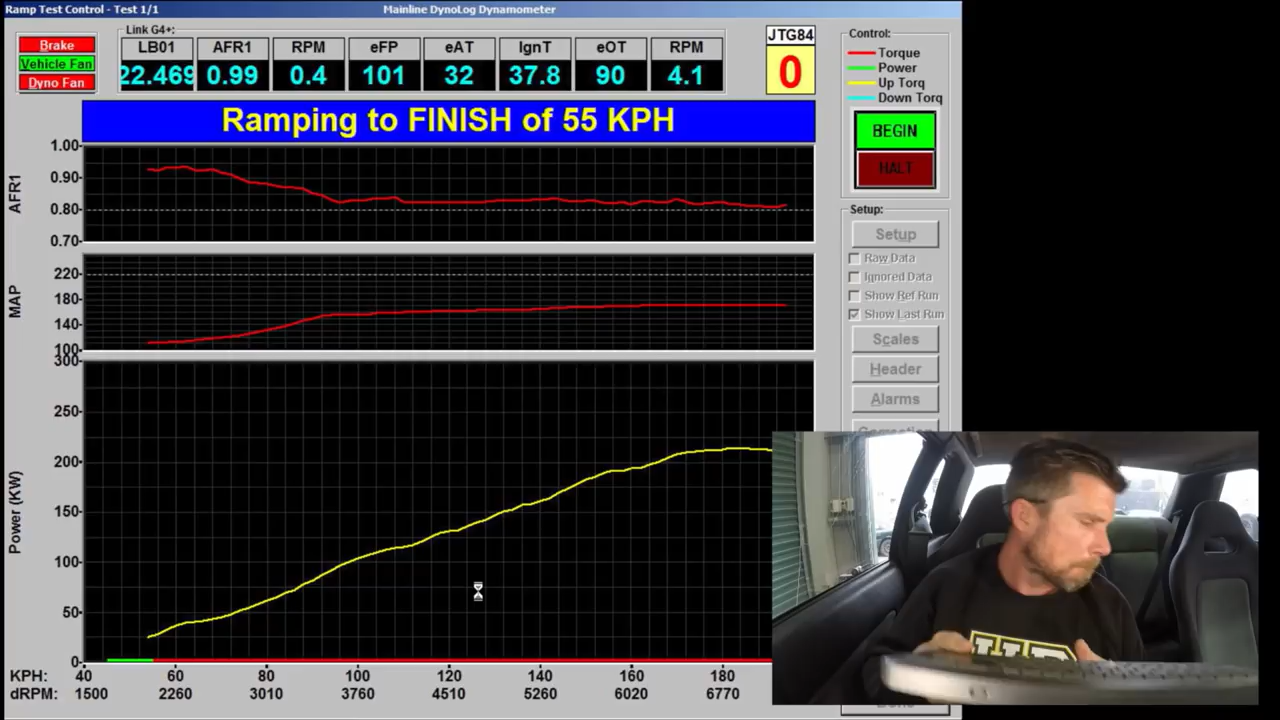 Ramp Test Control - Test 1/1
Mainline DynoLog Dynamometer
Brake
Vehicle Fan
Dyno Fan
Link G4+:
LB01 AFR1 RPM eFP eAT IgnT eOT RPM
22.469 0.99 0.4 101 32 37.8 90 4.1
JTG84
0
Control:
Torque
Power
Up Torq
Down Torq
BEGIN
HALT
Ramping to FINISH of 55 KPH
AFR1
1.00
0.90
0.80
0.70
MAP
220
180
140
100
Power (KW)
300
250
200
150
100
50
0
KPH: 40 60 80 100 120 140 160 180
dRPM: 1500 2260 3010 3760 4510 5260 6020 6770
Setup:
Setup
Raw Data
Ignored Data
Show Ref Run
Show Last Run
Scales
Header
Alarms